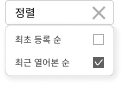 정렬
최초 등록 순
최근 열어본 순